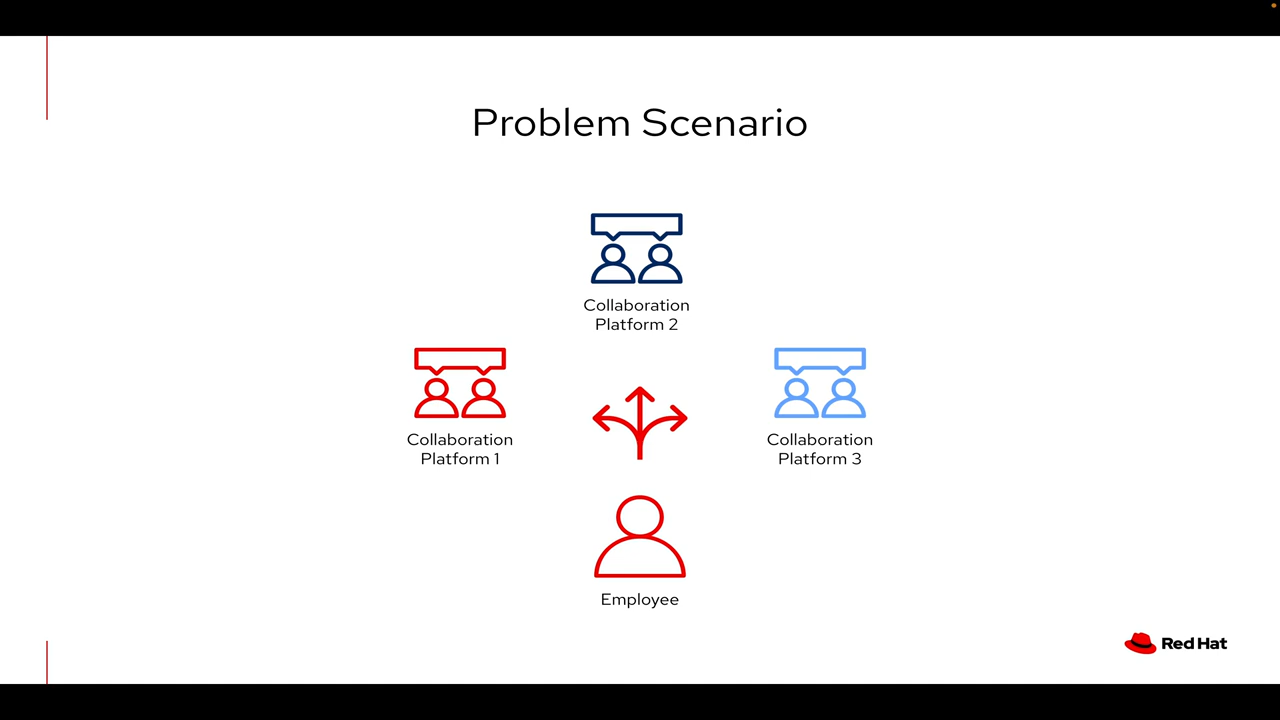 Problem Scenario
Collaboration
Platform 2
Collaboration
Platform 1
Collaboration
Platform 3
Employee
Red Hat